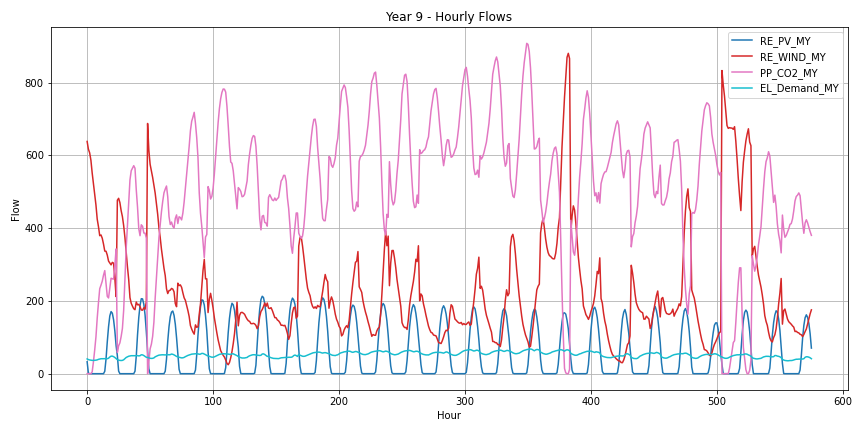 Year 9 - Hourly Flows
RE_PV_MY
RE_WIND_MY
PP_CO2_MY
EL_Demand_MY
Flow
800
600
400
200
0
0 100 200 300 400 500 600
Hour